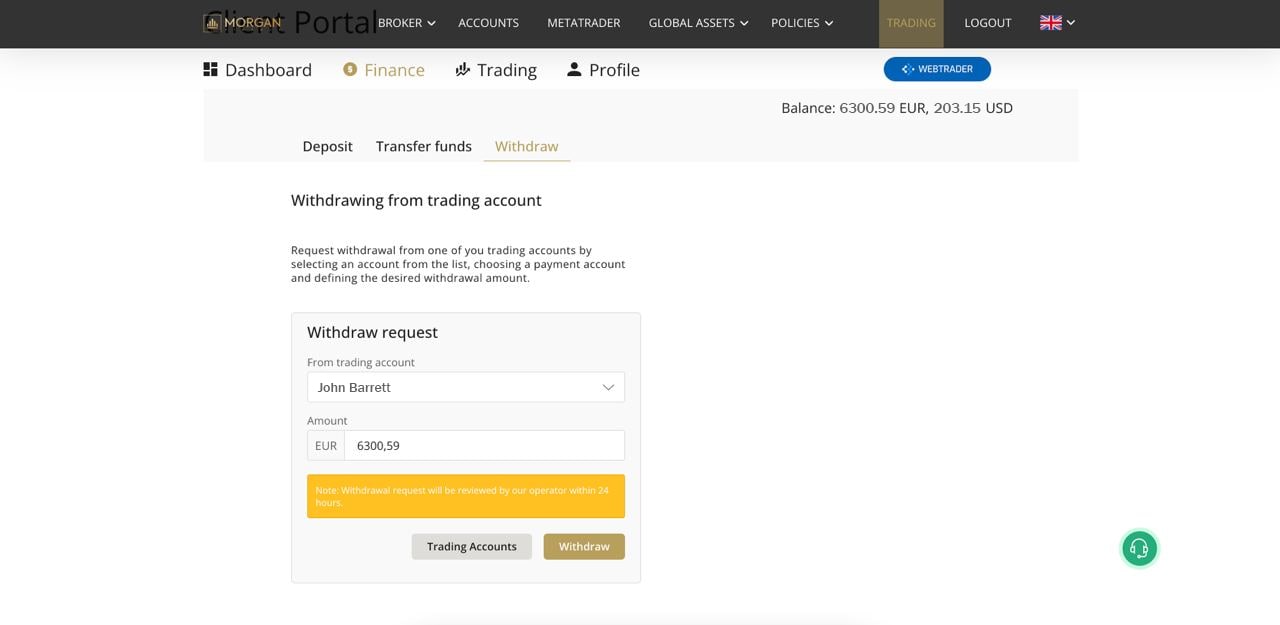 Client Portal
MORGAN
BROKER ACCOUNTS METATRADER GLOBAL ASSETS POLICIES TRADING LOGOUT
Dashboard Finance Trading Profile WEBTRADER
Balance: 6300.59 EUR, 203.15 USD
Deposit Transfer funds Withdraw
Withdrawing from trading account
Request withdrawal from one of you trading accounts by
selecting an account from the list, choosing a payment account
and defining the desired withdrawal amount.
Withdraw request
From trading account
John Barrett
Amount
EUR 6300,59
Note: Withdrawal request will be reviewed by our operator within 24
hours.
Trading Accounts Withdraw